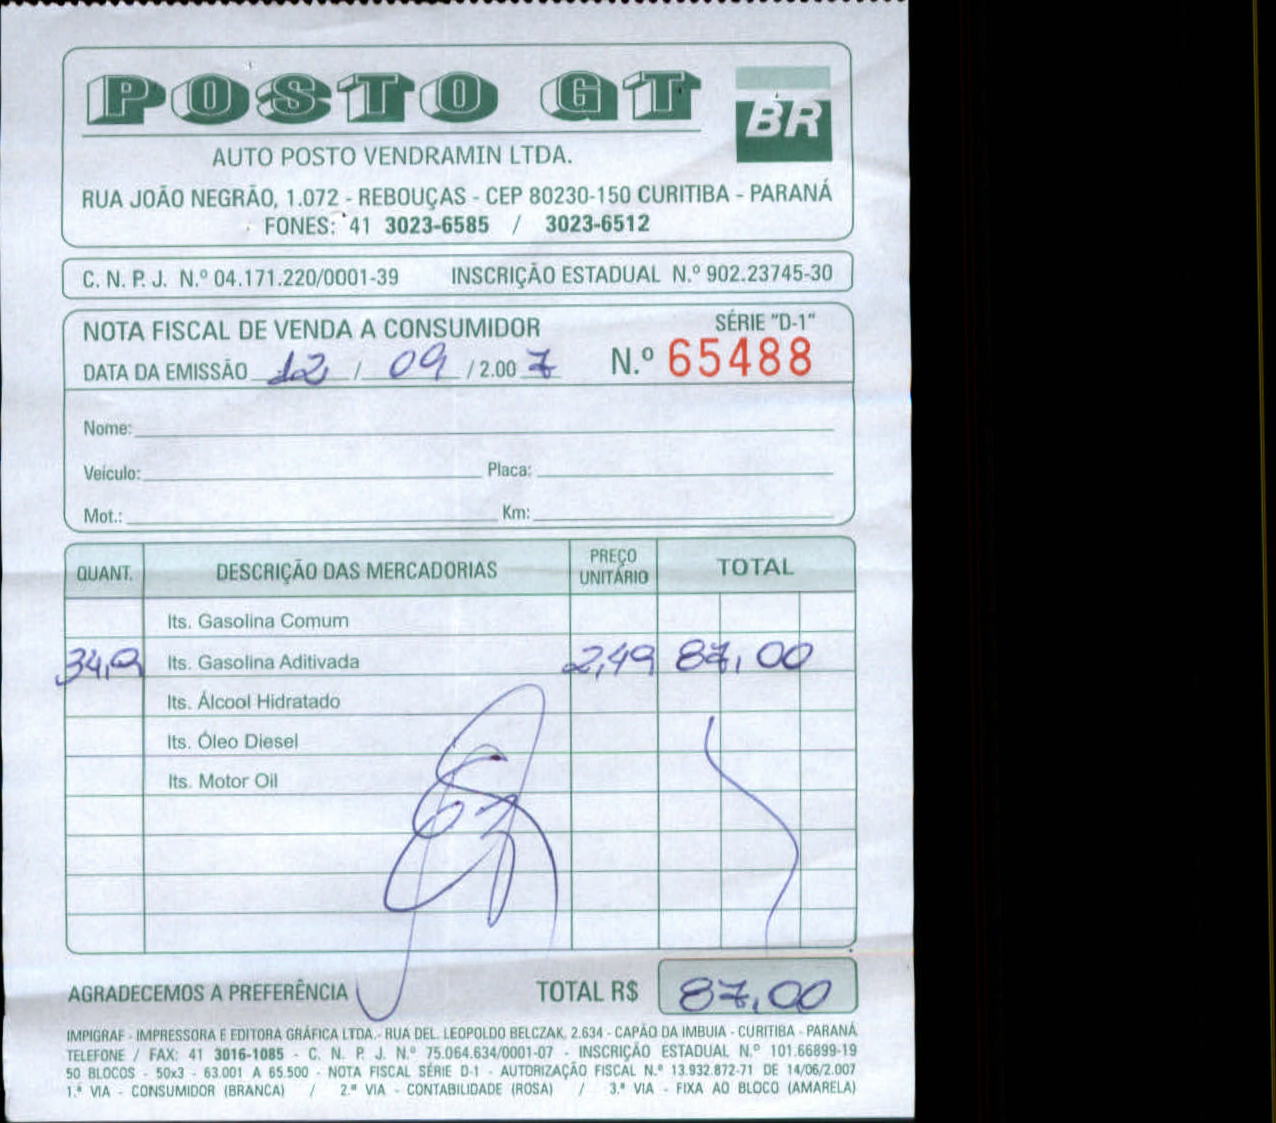 POSTO GT
BR
AUTO POSTO VENDRAMIN LTDA.
RUA JOÃO NEGRÃO, 1.072 - REBOUÇAS - CEP 80230-150 CURITIBA - PARANÁ
FONES: 41 3023-6585 / 3023-6512
C. N. P. J. N.º 04.171.220/0001-39 INSCRIÇÃO ESTADUAL N.º 902.23745-30
NOTA FISCAL DE VENDA A CONSUMIDOR SÉRIE "D-1"
DATA DA EMISSÃO 12 / 09 / 2.007 N.º 65488
Nome:
Veículo: Placa:
Mot.: Km:
QUANT. DESCRIÇÃO DAS MERCADORIAS PREÇO UNITÁRIO TOTAL
lts. Gasolina Comum
34,9 lts. Gasolina Aditivada 2,49 87,00
lts. Álcool Hidratado
lts. Óleo Diesel
lts. Motor Oil
AGRADECEMOS A PREFERÊNCIA TOTAL R$ 87,00
IMPIGRAF - IMPRESSORA E EDITORA GRÁFICA LTDA. - RUA DEL. LEOPOLDO BELCZAK, 2.634 - CAPÃO DA IMBUIA - CURITIBA - PARANÁ
TELEFONE / FAX: 41 3016-1085 - C. N. P. J. N.º 75.064.634/0001-07 - INSCRIÇÃO ESTADUAL N.º 101.66899-19
50 BLOCOS - 50x3 - 63.001 A 65.500 - NOTA FISCAL SÉRIE D-1 - AUTORIZAÇÃO FISCAL N.º 13.932.872-71 DE 14/06/2.007
1.ª VIA - CONSUMIDOR (BRANCA) / 2.ª VIA - CONTABILIDADE (ROSA) / 3.ª VIA - FIXA AO BLOCO (AMARELA)